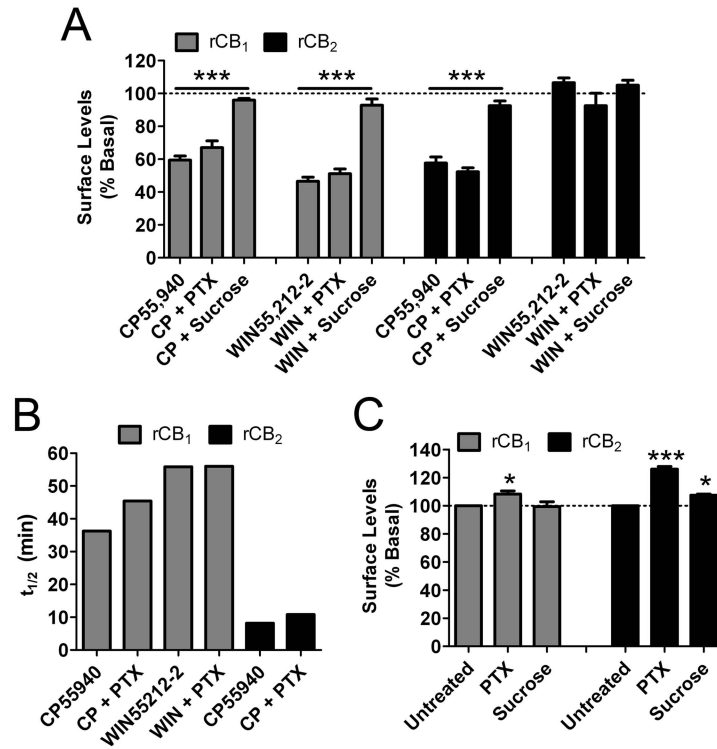 A
rCB1 rCB2
*** *** ***
Surface Levels
(% Basal)
120
100
80
60
40
20
0
CP55,940
CP + PTX
CP + Sucrose
WIN55,212-2
WIN + PTX
WIN + Sucrose
CP55,940
CP + PTX
CP + Sucrose
WIN55,212-2
WIN + PTX
WIN + Sucrose
B
rCB1 rCB2
t1/2 (min)
60
50
40
30
20
10
0
CP55940
CP + PTX
WIN55212-2
WIN + PTX
CP55940
CP + PTX
C
rCB1 rCB2
* *** *
Surface Levels
(% Basal)
140
120
100
80
60
40
20
0
Untreated
PTX
Sucrose
Untreated
PTX
Sucrose